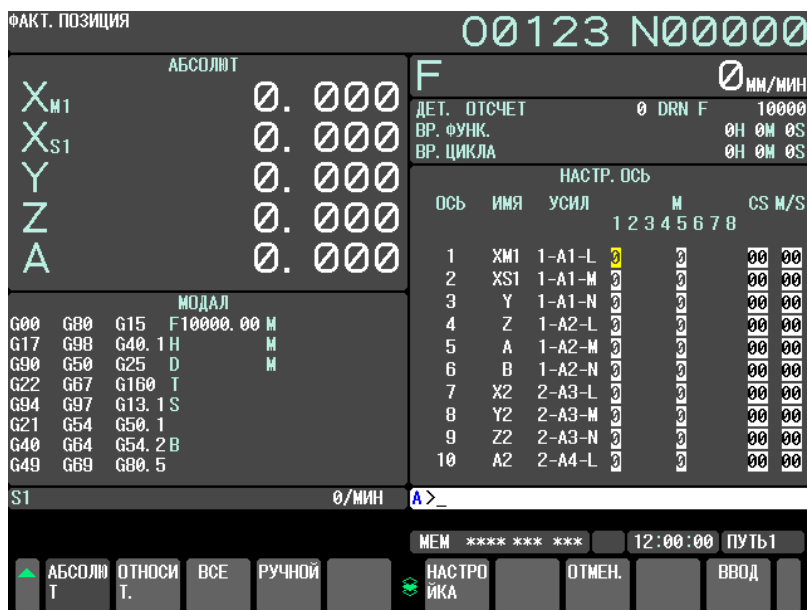 ФАКТ. ПОЗИЦИЯ
O0123 N00000
АБСОЛЮТ
XM1 0. 000
XS1 0. 000
Y 0. 000
Z 0. 000
A 0. 000
F 0 ММ/МИН
ДЕТ. ОТСЧЕТ 0 DRN F 10000
ВР. ФУНК. 0H 0M 0S
ВР. ЦИКЛА 0H 0M 0S
НАСТР. ОСЬ
ОСЬ ИМЯ УСИЛ M CS M/S
1 2 3 4 5 6 7 8
1 XM1 1-A1-L 0 0 00 00
2 XS1 1-A1-M 0 0 00 00
3 Y 1-A1-N 0 0 00 00
4 Z 1-A2-L 0 0 00 00
5 A 1-A2-M 0 0 00 00
6 B 1-A2-N 0 0 00 00
7 X2 2-A3-L 0 0 00 00
8 Y2 2-A3-M 0 0 00 00
9 Z2 2-A3-N 0 0 00 00
10 A2 2-A4-L 0 0 00 00
МОДАЛ
G00 G80 G15 F10000. 00 M
G17 G98 G40. 1 H M
G90 G50 G25 D M
G22 G67 G160 T
G94 G97 G13. 1 S
G21 G54 G50. 1
G40 G64 G54. 2 B
G49 G69 G80. 5
S1 0/МИН
A >_
MEM **** *** *** 12:00:00 ПУТЬ1
АБСОЛЮ ОТНОСИ ВСЕ РУЧНОЙ НАСТРО ОТМЕН. ВВОД
Т Т. ЙКА